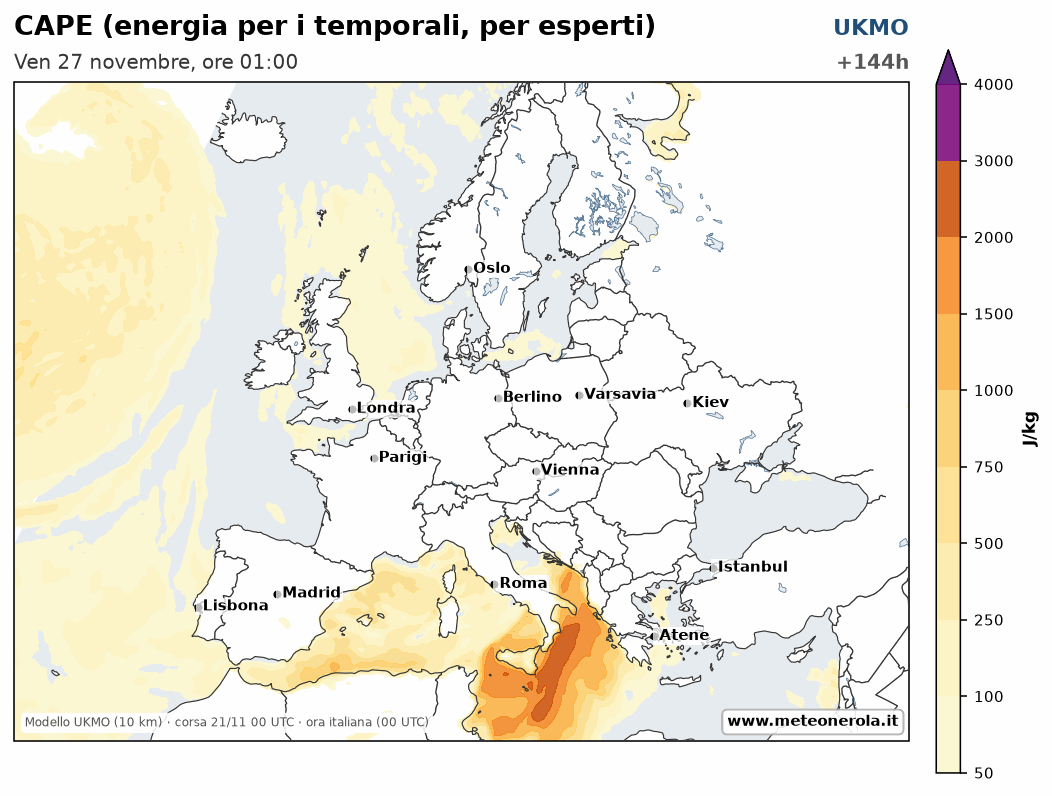 CAPE (energia per i temporali, per esperti)
UKMO
Ven 27 novembre, ore 01:00
+144h
4000
3000
2000
1500
1000
750
500
250
100
50
J/kg
Oslo
Londra
Berlino
Varsavia
Kiev
Parigi
Vienna
Istanbul
Roma
Madrid
Lisbona
Atene
Modello UKMO (10 km) · corsa 21/11 00 UTC · ora italiana (00 UTC)
www.meteonerola.it